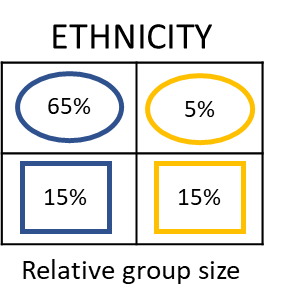 ETHNICITY
65% 5%
15% 15%
Relative group size